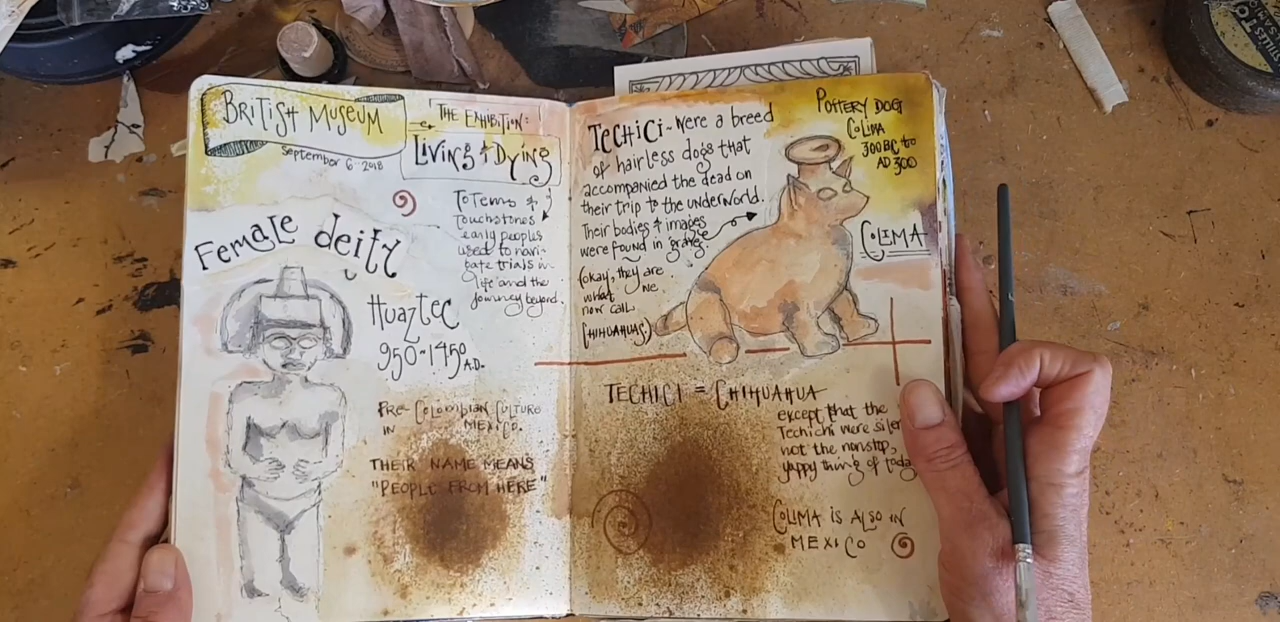 BRITISH MUSEUM
September 6 2018
THE EXHIBITION:
LIVING & DYING
TOTEMS &
TOUCHSTONES
early peoples
used to navi-
gate trials in
life and the
journey beyond.
Female deity
Huaztec
950-1450
A.D.
PRE-COLOMBIAN CULTURE
IN MEXICO.
THEIR NAME MEANS
"PEOPLE FROM HERE"
TECHICI - were a breed
of hairless dogs that
accompanied the dead on
their trip to the underworld.
Their bodies & images
were found in graves.
(okay, they are
what we
now call
CHIHUAHUAS.)
POTTERY DOG
COLIMA
300 BC to
AD 300
COLIMA
TECHICI = CHIHUAHUA
except that the
Techichi were silen
not the nonstop,
yappy thing of today
COLIMA IS ALSO IN
MEXICO